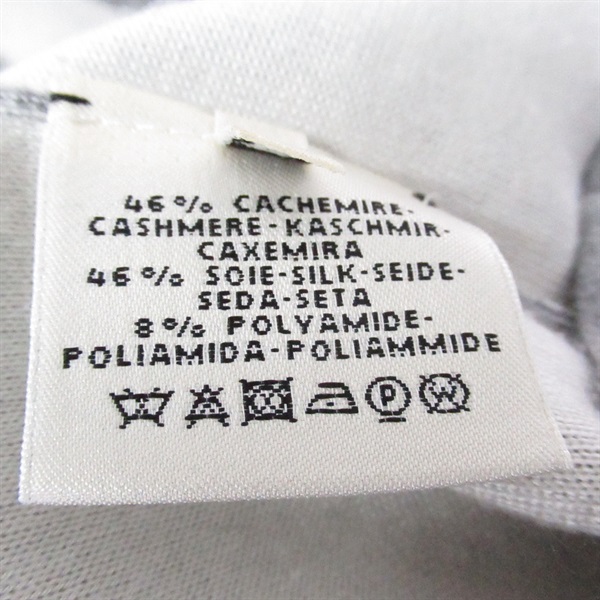 46% CACHEMIRE-
CASHMERE-KASCHMIR-
CAXEMIRA
46% SOIE-SILK-SEIDE-
SEDA-SETA
8% POLYAMIDE-
POLIAMIDA-POLIAMMIDE
P W